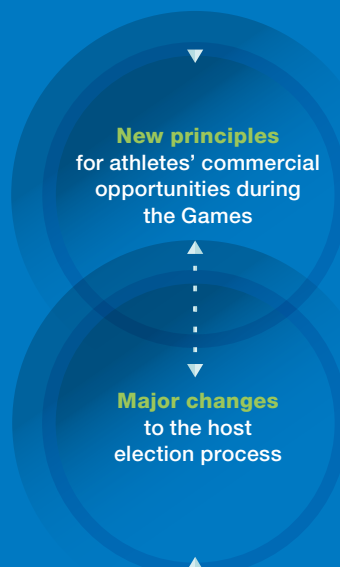 New principles
for athletes’ commercial
opportunities during
the Games
Major changes
to the host
election process